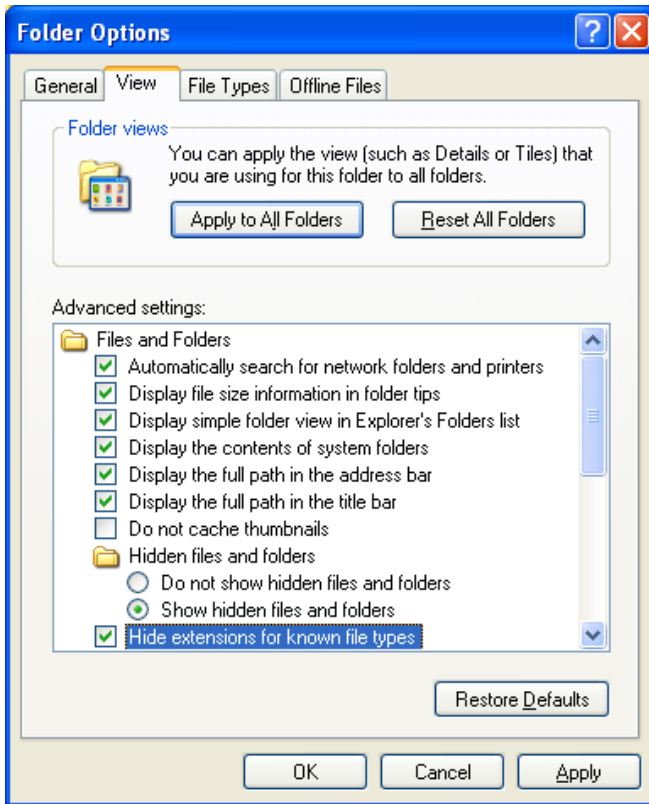 Folder Options
General View File Types Offline Files
Folder views
You can apply the view (such as Details or Tiles) that
you are using for this folder to all folders.
Apply to All Folders Reset All Folders
Advanced settings:
Files and Folders
Automatically search for network folders and printers
Display file size information in folder tips
Display simple folder view in Explorer's Folders list
Display the contents of system folders
Display the full path in the address bar
Display the full path in the title bar
Do not cache thumbnails
Hidden files and folders
Do not show hidden files and folders
Show hidden files and folders
Hide extensions for known file types
Restore Defaults
OK Cancel Apply